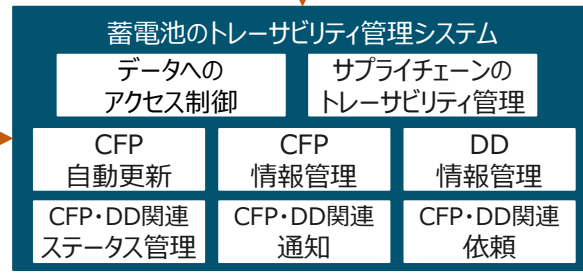 蓄電池のトレーサビリティ管理システム
データへの
アクセス制御
サプライチェーンの
トレーサビリティ管理
CFP
自動更新
CFP
情報管理
DD
情報管理
CFP・DD関連
ステータス管理
CFP・DD関連
通知
CFP・DD関連
依頼